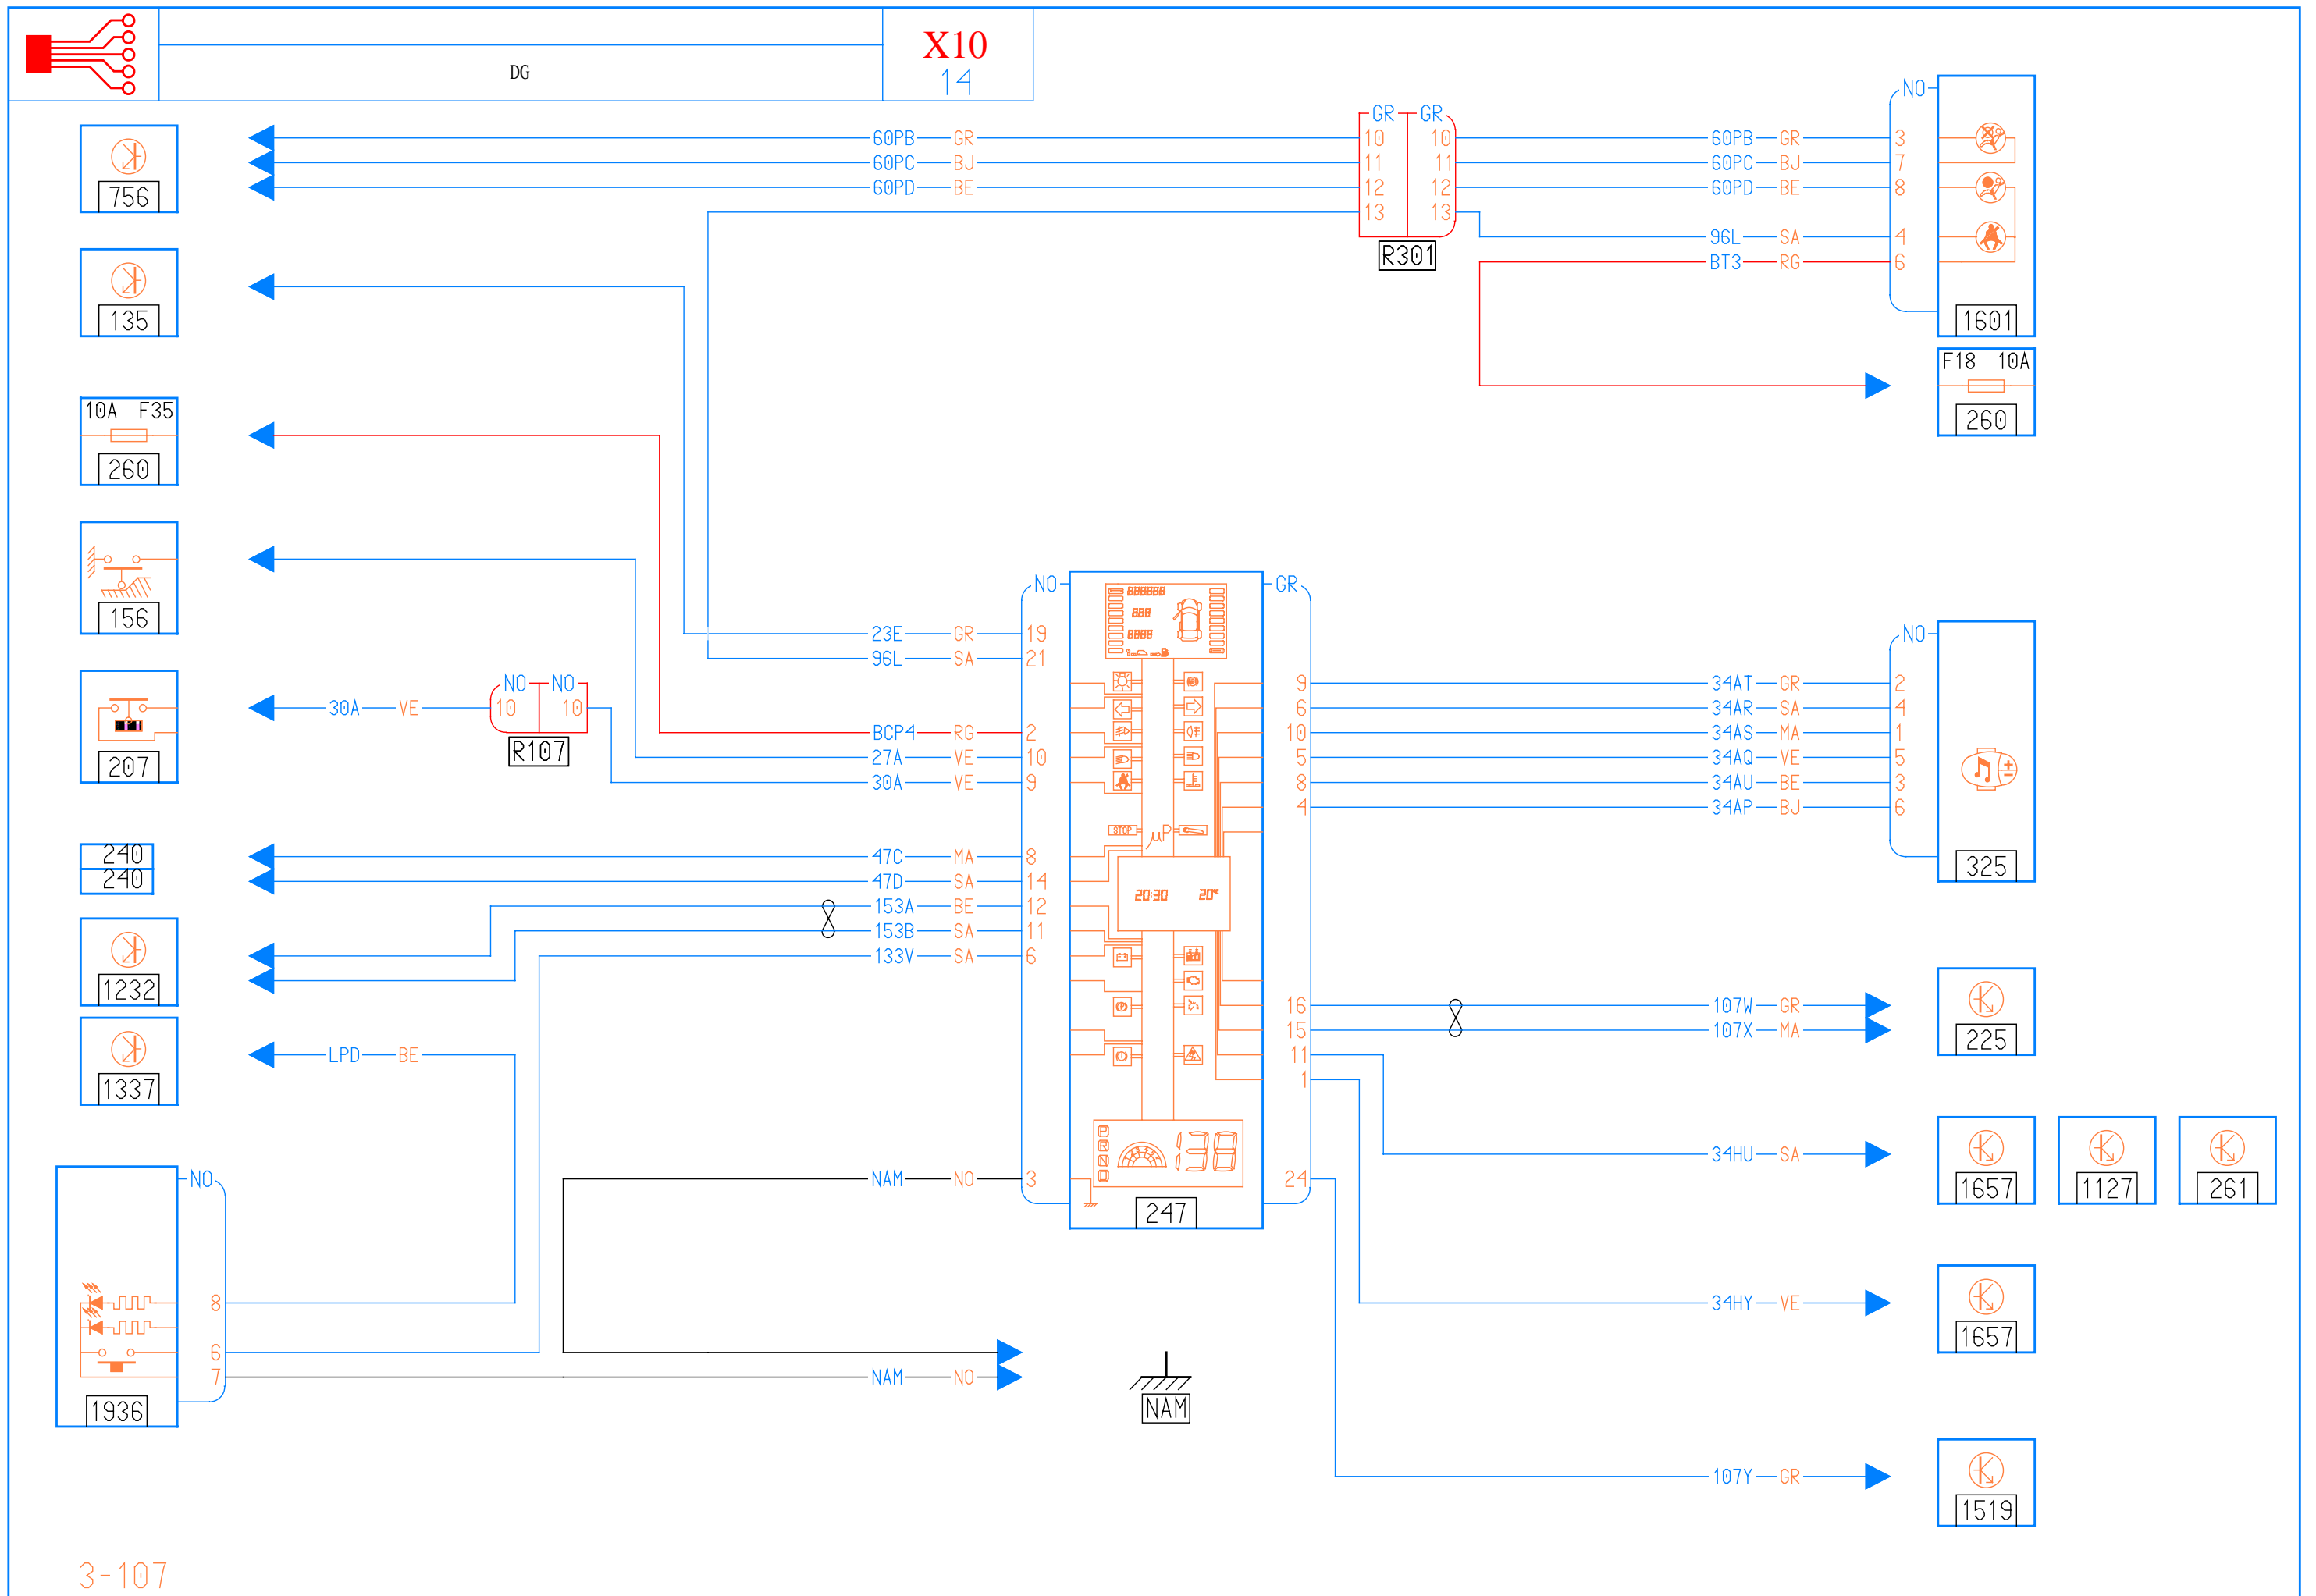 DG
X10
14
GR GR
NO
60PB GR 10 10 60PB GR 3
60PC BJ 11 11 60PC BJ 7
60PD BE 12 12 60PD BE 8
13 13
96L SA 4
BT3 RG 6
R301
756
135
1601
F18 10A
260
10A F35
260
156
NO
GR
23E GR 19
96L SA 21
NO NO
30A VE 10 10
R107
207
BCP4 RG 2
27A VE 10
30A VE 9
NO
9 34AT GR 2
6 34AR SA 4
10 34AS MA 1
5 34AQ VE 5
8 34AU BE 3
4 34AP BJ 6
325
STOP
µP
240
240
47C MA 8
47D SA 14
153A BE 12
153B SA 11
133V SA 6
20:30 20°C
1232
1337
LPD BE
16 107W GR
15 107X MA
11
1
225
34HU SA
1657
1127
261
P
R
N
D
138
NAM NO 3
24
247
NO
8
6
7
1936
NAM NO
NAM
34HY VE
1657
107Y GR
1519
3-107